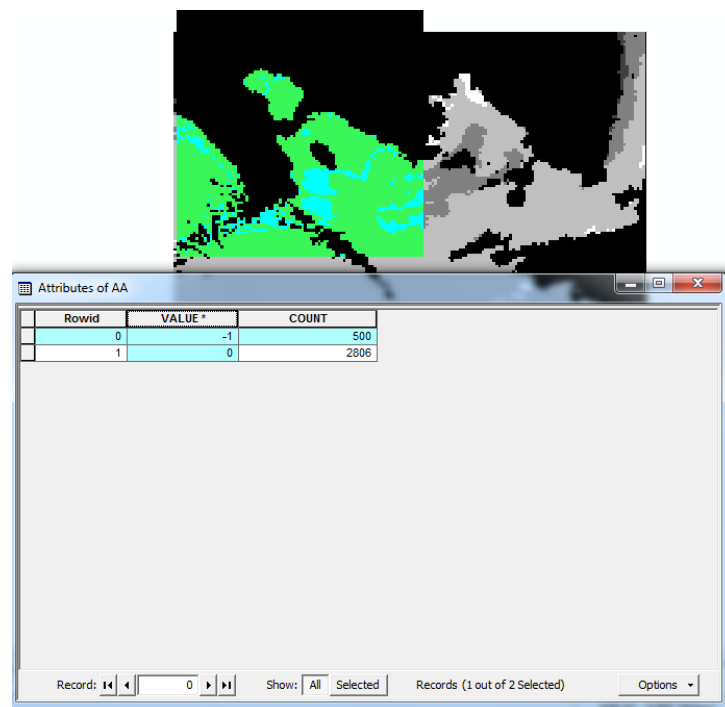 Attributes of AA
Rowid VALUE * COUNT
0 -1 500
1 0 2806
Record: 0 Show: All Selected Records (1 out of 2 Selected) Options